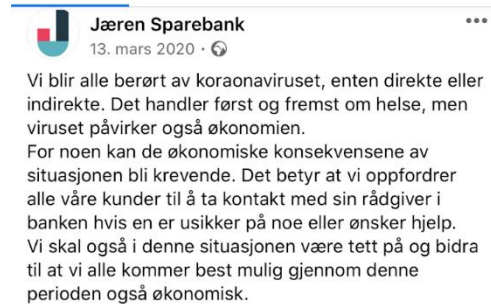 Jæren Sparebank
13. mars 2020 ·
Vi blir alle berørt av koraonaviruset, enten direkte eller
indirekte. Det handler først og fremst om helse, men
viruset påvirker også økonomien.
For noen kan de økonomiske konsekvensene av
situasjonen bli krevende. Det betyr at vi oppfordrer
alle våre kunder til å ta kontakt med sin rådgiver i
banken hvis en er usikker på noe eller ønsker hjelp.
Vi skal også i denne situasjonen være tett på og bidra
til at vi alle kommer best mulig gjennom denne
perioden også økonomisk.